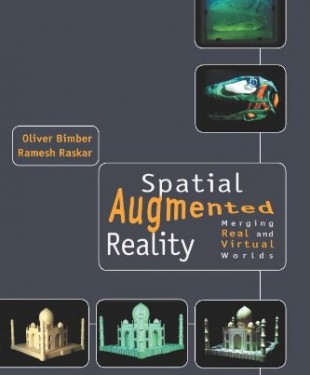 Oliver Bimber
Ramesh Raskar
Spatial
Augmented
Reality
Merging
Real and
Virtual
Worlds